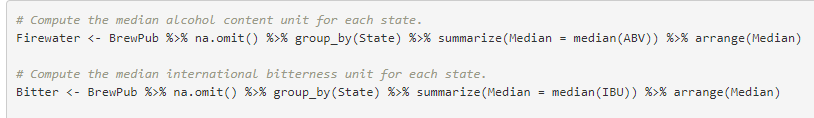 # Compute the median alcohol content unit for each state.
Firewater <- BrewPub %>% na.omit() %>% group_by(State) %>% summarize(Median = median(ABV)) %>% arrange(Median)
# Compute the median international bitterness unit for each state.
Bitter <- BrewPub %>% na.omit() %>% group_by(State) %>% summarize(Median = median(IBU)) %>% arrange(Median)